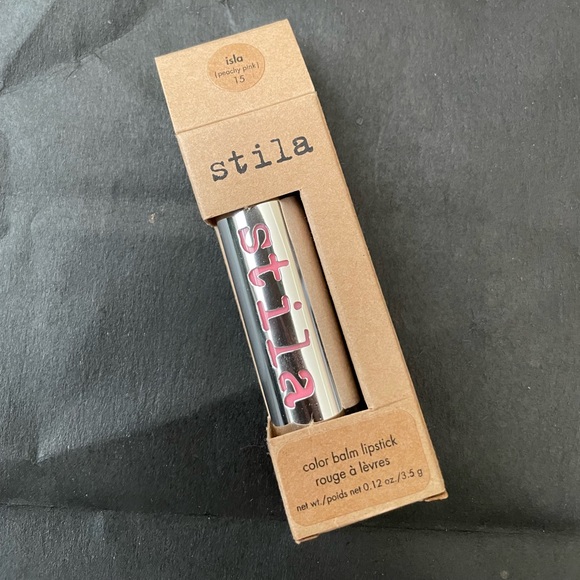 isla
(peachy pink)
15
stila
stila
color balm lipstick
rouge à lèvres
net wt./poids net 0.12 oz./3.5 g